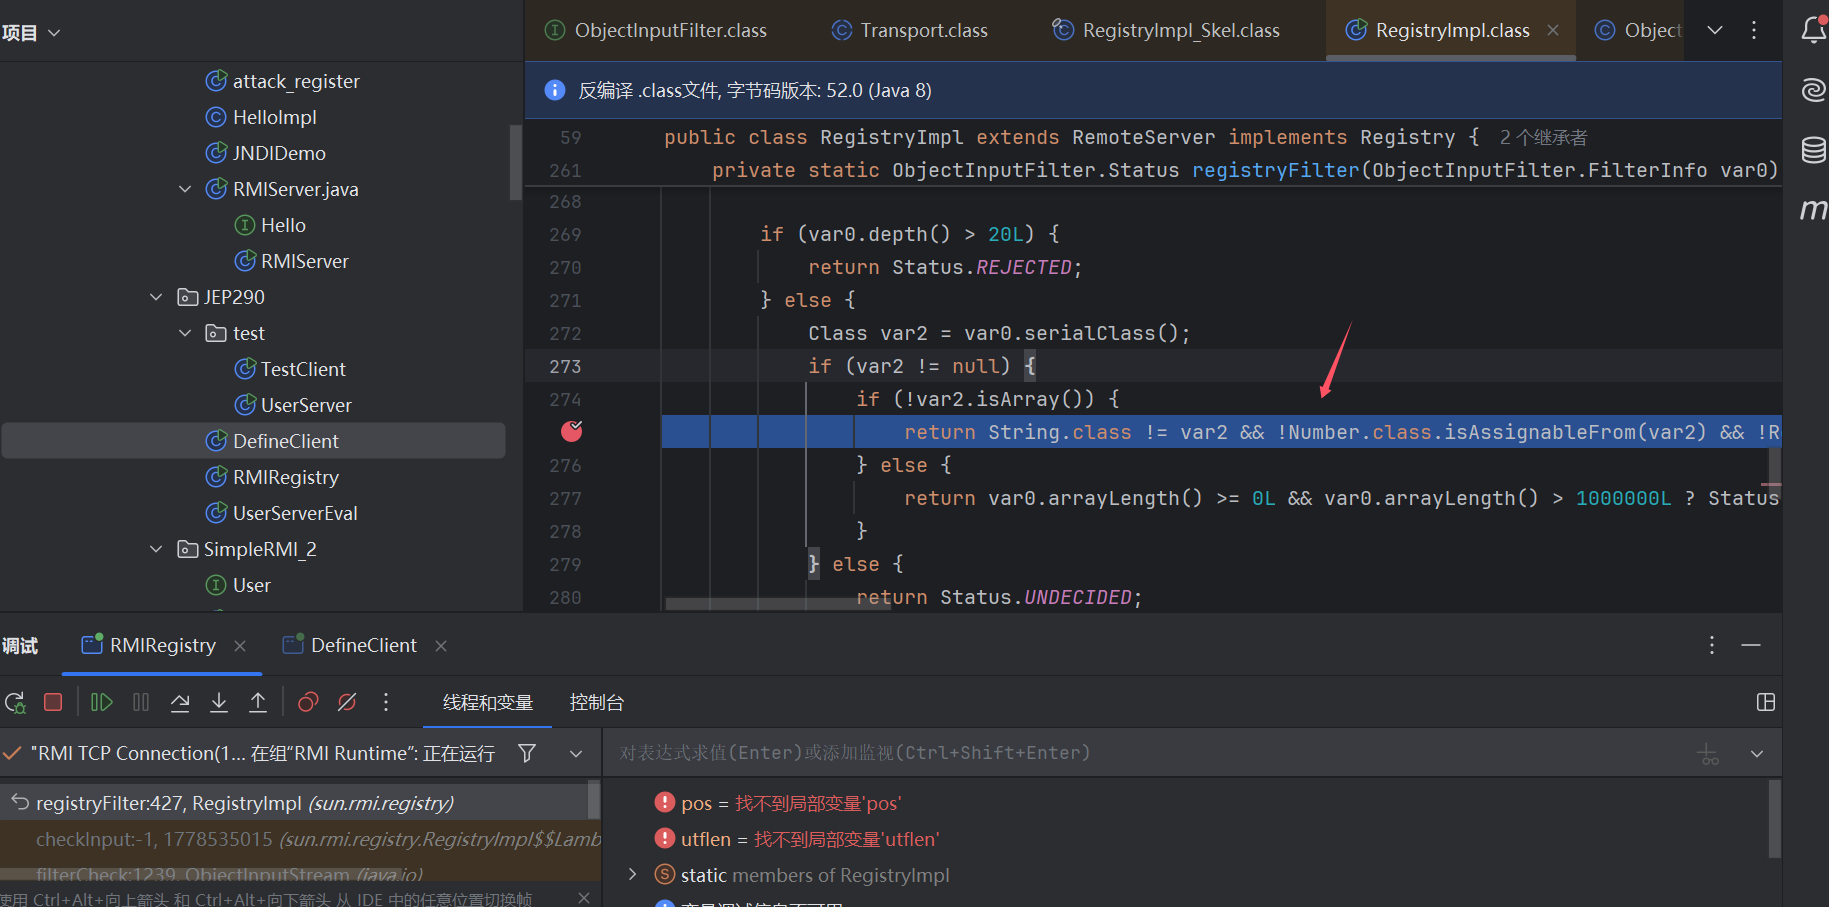 项目
ObjectInputFilter.class
Transport.class
RegistryImpl_Skel.class
RegistryImpl.class
Object
attack_register
HelloImpl
JNDIDemo
RMIServer.java
Hello
RMIServer
JEP290
test
TestClient
UserServer
DefineClient
RMIRegistry
UserServerEval
SimpleRMI_2
User
反编译 .class文件, 字节码版本: 52.0 (Java 8)
59 public class RegistryImpl extends RemoteServer implements Registry { 2 个继承者
261 private static ObjectInputFilter.Status registryFilter(ObjectInputFilter.FilterInfo var0)
268
269 if (var0.depth() > 20L) {
270 return Status.REJECTED;
271 } else {
272 Class var2 = var0.serialClass();
273 if (var2 != null) {
274 if (!var2.isArray()) {
return String.class != var2 && !Number.class.isAssignableFrom(var2) && !R
276 } else {
277 return var0.arrayLength() >= 0L && var0.arrayLength() > 1000000L ? Status
278 }
279 } else {
280 return Status.UNDECIDED;
m
调试
RMIRegistry
DefineClient
线程和变量
控制台
"RMI TCP Connection(1... 在组“RMI Runtime”: 正在运行
对表达式求值(Enter)或添加监视(Ctrl+Shift+Enter)
registryFilter:427, RegistryImpl (sun.rmi.registry)
checkInput:-1, 1778535015 (sun.rmi.registry.RegistryImpl$$Lamb
filterCheck:1239, ObjectInputStream (java.io)
使用 Ctrl+Alt+向上箭头 和 Ctrl+Alt+向下箭头 从 IDE 中的任意位置切换帧
pos = 找不到局部变量'pos'
utflen = 找不到局部变量'utflen'
static members of RegistryImpl